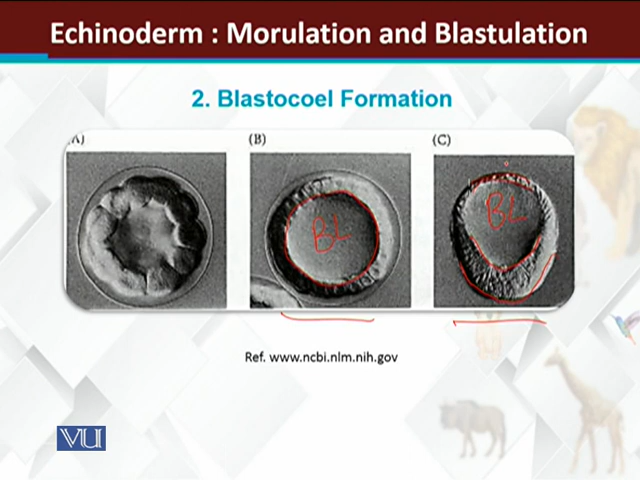 Echinoderm : Morulation and Blastulation
2. Blastocoel Formation
A)
(B)
(C)
BL
BL
Ref. www.ncbi.nlm.nih.gov
VU